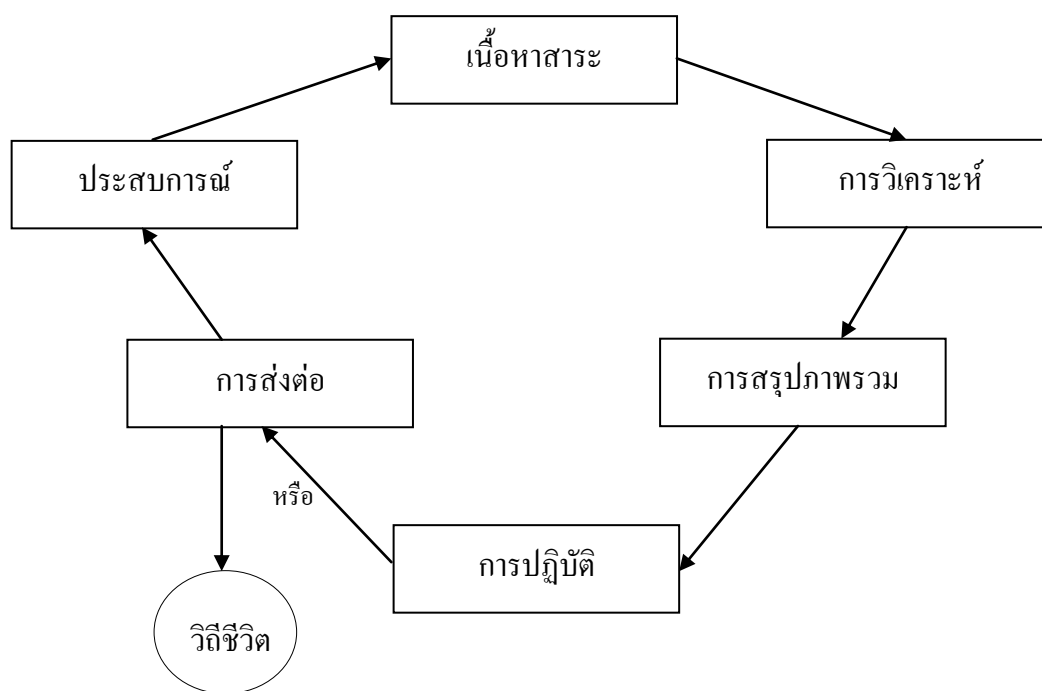 เนื้อหาสาระ
ประสบการณ์
การวิเคราะห์
การส่งต่อ
การสรุปภาพรวม
หรือ
การปฏิบัติ
วิถีชีวิต